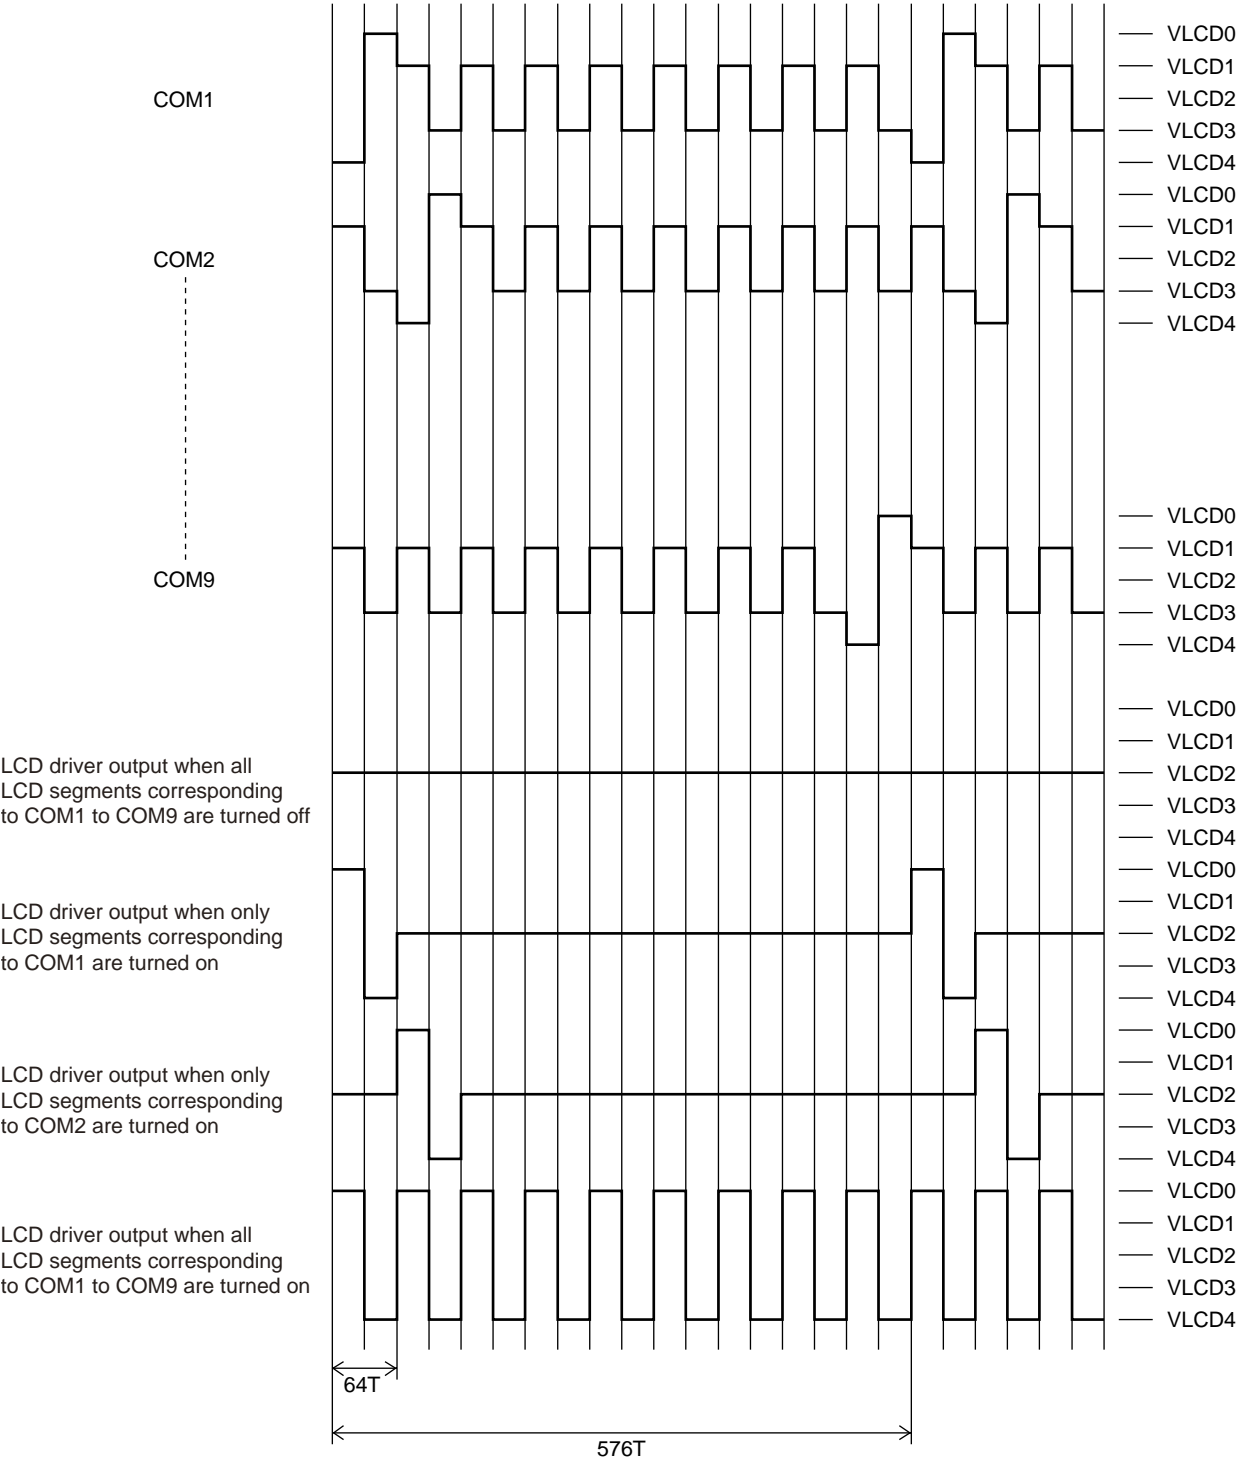 VLCD0
VLCD1
COM1
VLCD2
VLCD3
VLCD4
VLCD0
VLCD1
COM2
VLCD2
VLCD3
VLCD4
VLCD0
VLCD1
COM9
VLCD2
VLCD3
VLCD4
VLCD0
VLCD1
LCD driver output when all
LCD segments corresponding
to COM1 to COM9 are turned off
VLCD2
VLCD3
VLCD4
VLCD0
VLCD1
LCD driver output when only
LCD segments corresponding
to COM1 are turned on
VLCD2
VLCD3
VLCD4
VLCD0
VLCD1
LCD driver output when only
LCD segments corresponding
to COM2 are turned on
VLCD2
VLCD3
VLCD4
VLCD0
VLCD1
LCD driver output when all
LCD segments corresponding
to COM1 to COM9 are turned on
VLCD2
VLCD3
VLCD4
64T
576T